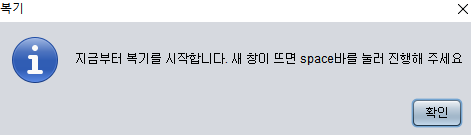 복기
지금부터 복기를 시작합니다. 새 창이 뜨면 space바를 눌러 진행해 주세요
확인